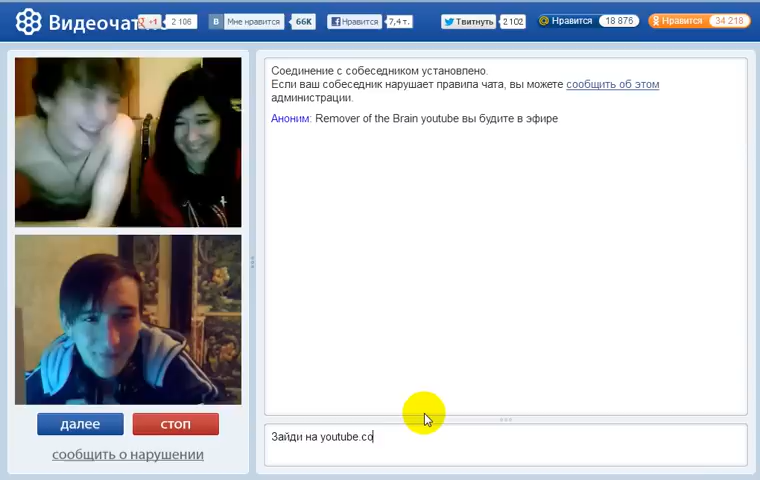 Видеочат
+1 2 106
В Мне нравится 66K
Нравится 7,4 т.
Твитнуть 2 102
Нравится 18 876
Нравится 34 218
Соединение с собеседником установлено.
Если ваш собеседник нарушает правила чата, вы можете сообщить об этом
администрации.
Аноним: Remover of the Brain youtube вы будите в эфире
Зайди на youtube.co
далее
стоп
сообщить о нарушении